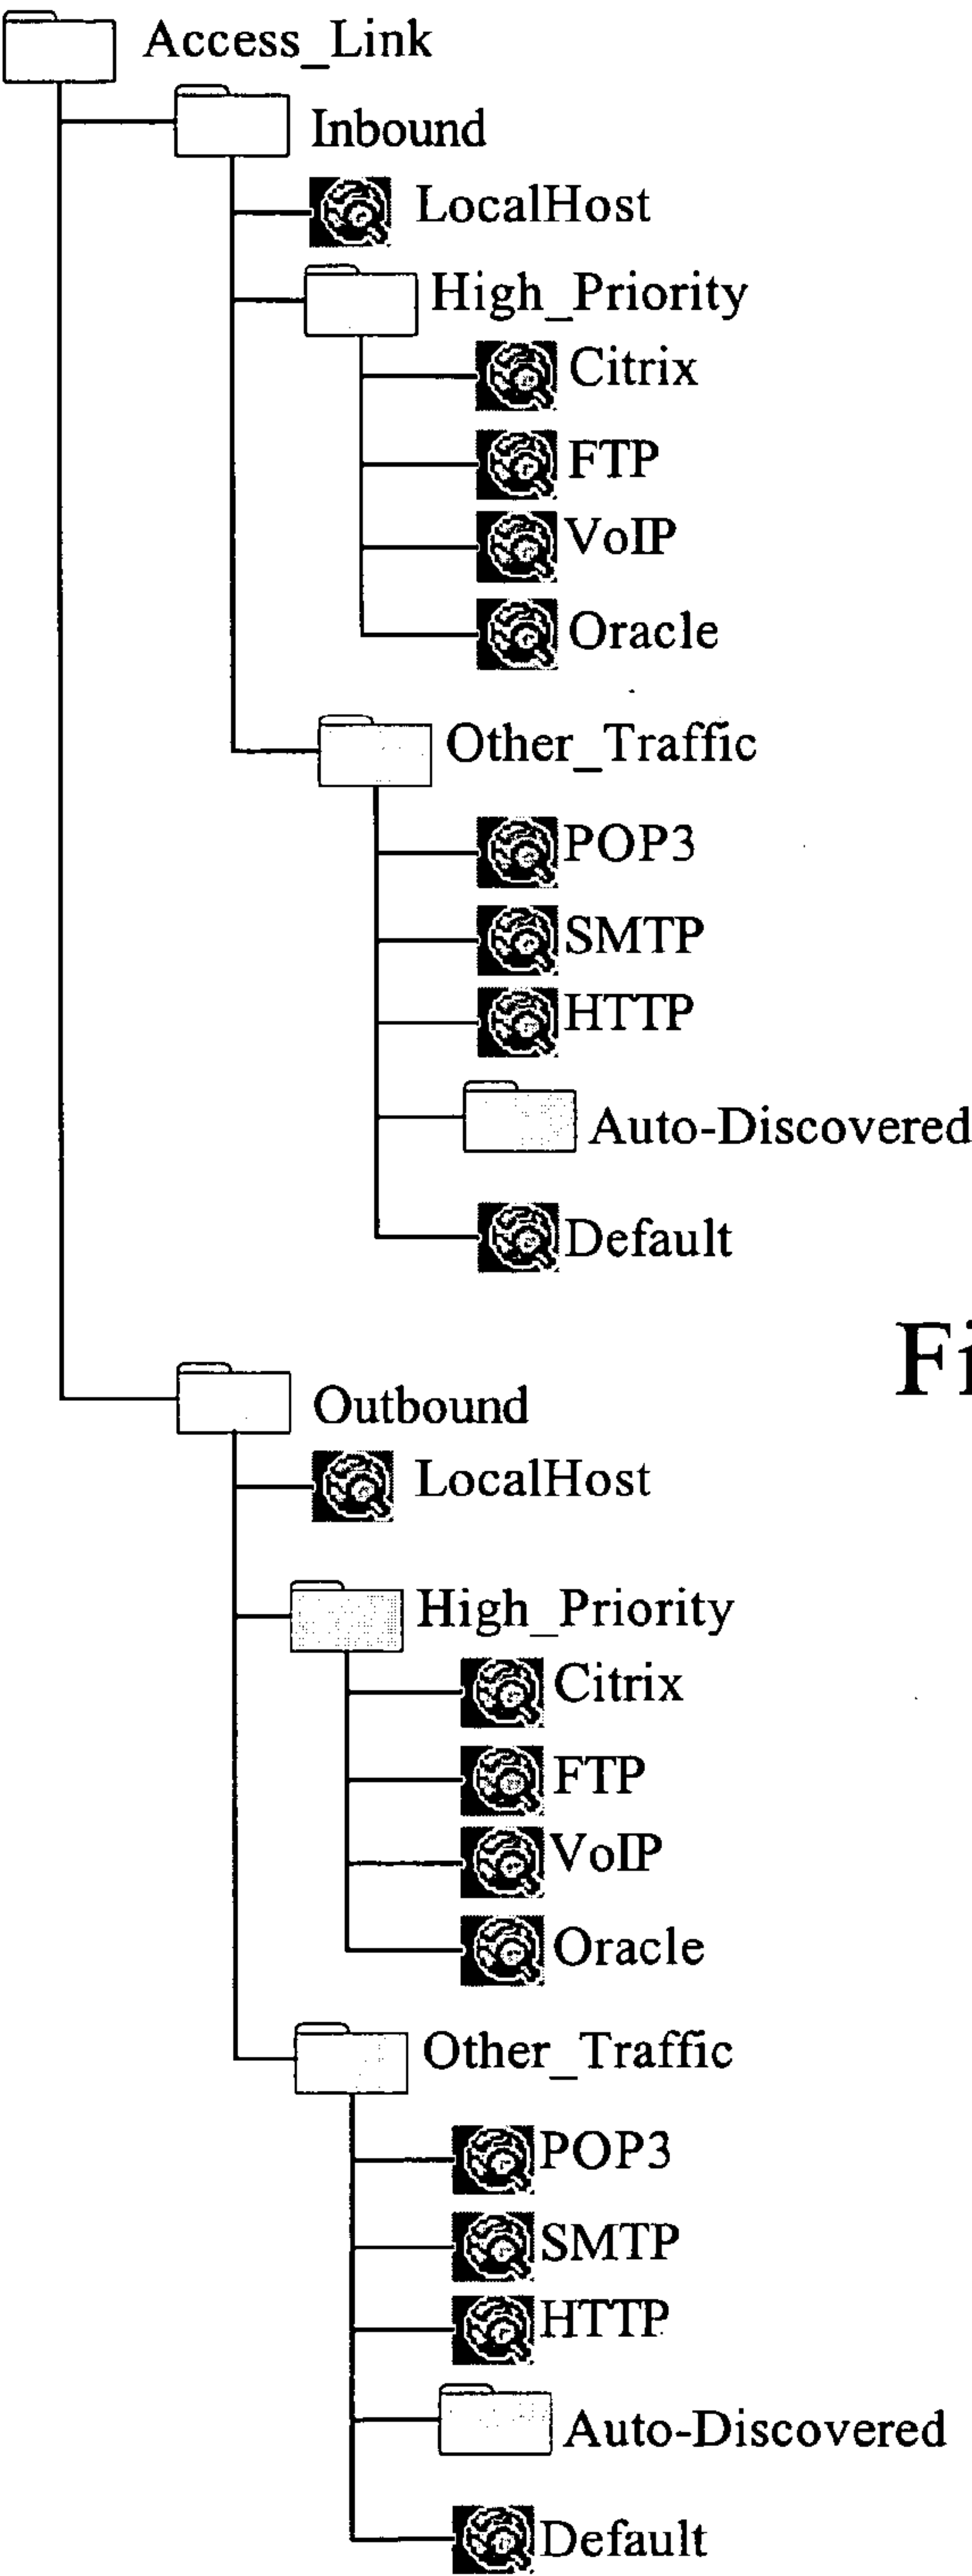 Access_Link
Inbound
LocalHost
High_Priority
Citrix
FTP
VoIP
Oracle
Other_Traffic
POP3
SMTP
HTTP
Auto-Discovered
Default
Outbound
LocalHost
High_Priority
Citrix
FTP
VoIP
Oracle
Other_Traffic
POP3
SMTP
HTTP
Auto-Discovered
Default